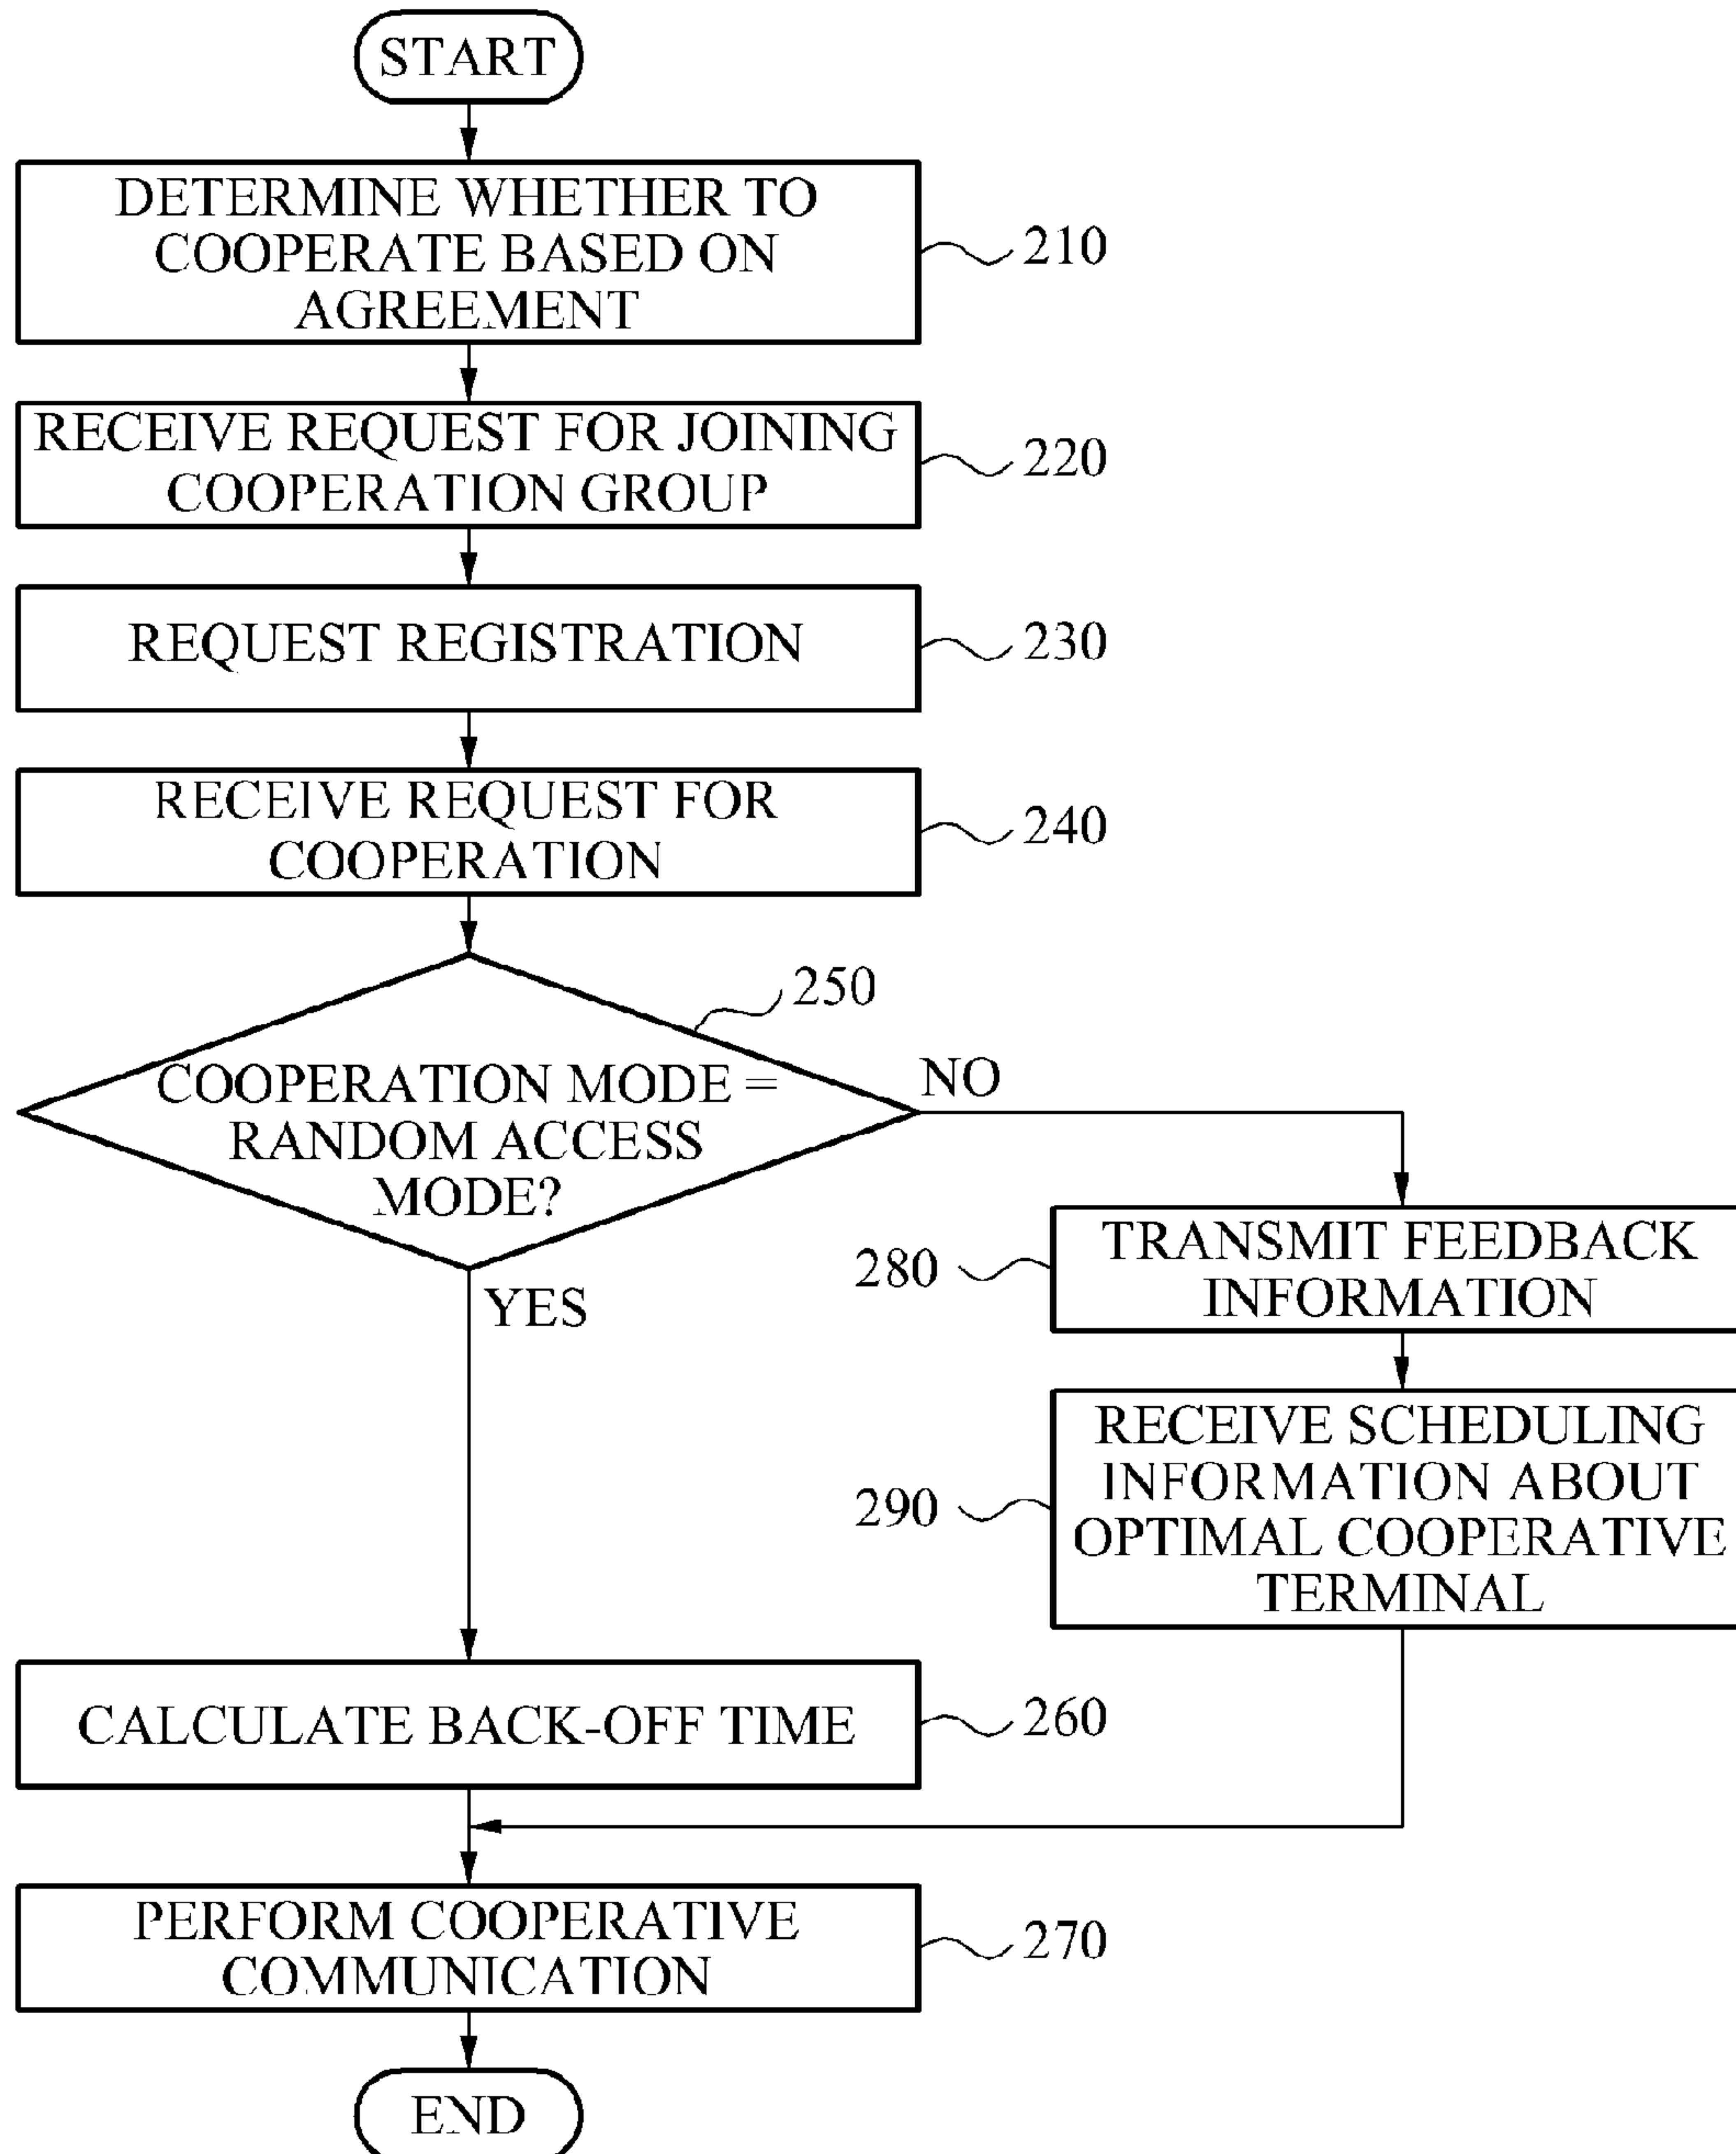 START
DETERMINE WHETHER TO
COOPERATE BASED ON
AGREEMENT
210
RECEIVE REQUEST FOR JOINING
COOPERATION GROUP
220
REQUEST REGISTRATION
230
RECEIVE REQUEST FOR
COOPERATION
240
250
COOPERATION MODE =
RANDOM ACCESS
MODE?
NO
YES
280
TRANSMIT FEEDBACK
INFORMATION
290
RECEIVE SCHEDULING
INFORMATION ABOUT
OPTIMAL COOPERATIVE
TERMINAL
CALCULATE BACK-OFF TIME
260
PERFORM COOPERATIVE
COMMUNICATION
270
END